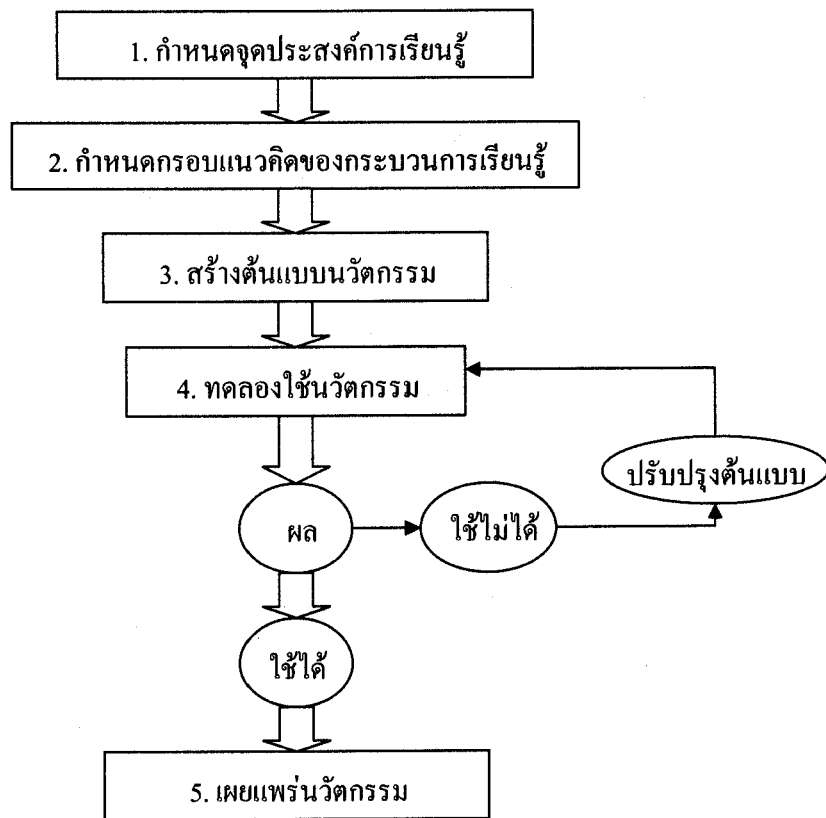 1. กำหนดจุดประสงค์การเรียนรู้
2. กำหนดกรอบแนวคิดของกระบวนการเรียนรู้
3. สร้างต้นแบบนวัตกรรม
4. ทดลองใช้นวัตกรรม
ปรับปรุงต้นแบบ
ผล
ใช้ไม่ได้
ใช้ได้
5. เผยแพร่นวัตกรรม